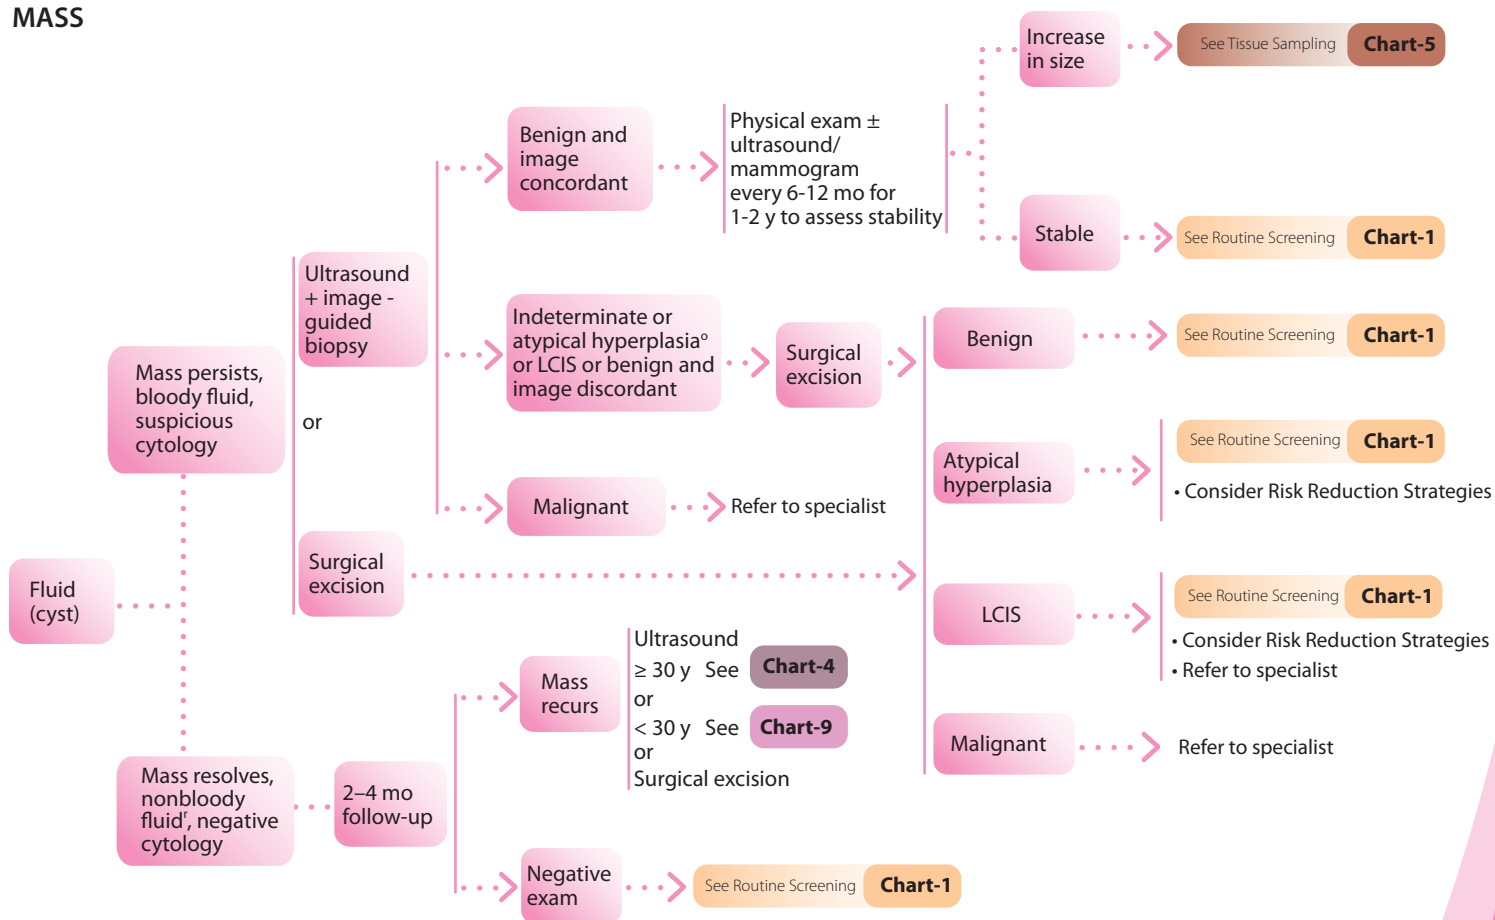 MASS
Fluid
(cyst)
Mass persists,
bloody fluid,
suspicious
cytology
Ultrasound
+ image -
guided
biopsy
or
Surgical
excision
Benign and
image
concordant
Physical exam ±
ultrasound/
mammogram
every 6-12 mo for
1-2 y to assess stability
Increase
in size
See Tissue Sampling Chart-5
Stable
See Routine Screening Chart-1
Indeterminate or
atypical hyperplasiaº
or LCIS or benign and
image discordant
Surgical
excision
Malignant
Refer to specialist
Benign
See Routine Screening Chart-1
Atypical
hyperplasia
See Routine Screening Chart-1
• Consider Risk Reduction Strategies
LCIS
See Routine Screening Chart-1
• Consider Risk Reduction Strategies
• Refer to specialist
Malignant
Refer to specialist
Mass resolves,
nonbloody
fluidʳ, negative
cytology
2–4 mo
follow-up
Mass
recurs
Ultrasound
≥ 30 y See Chart-4
or
< 30 y See Chart-9
or
Surgical excision
Negative
exam
See Routine Screening Chart-1